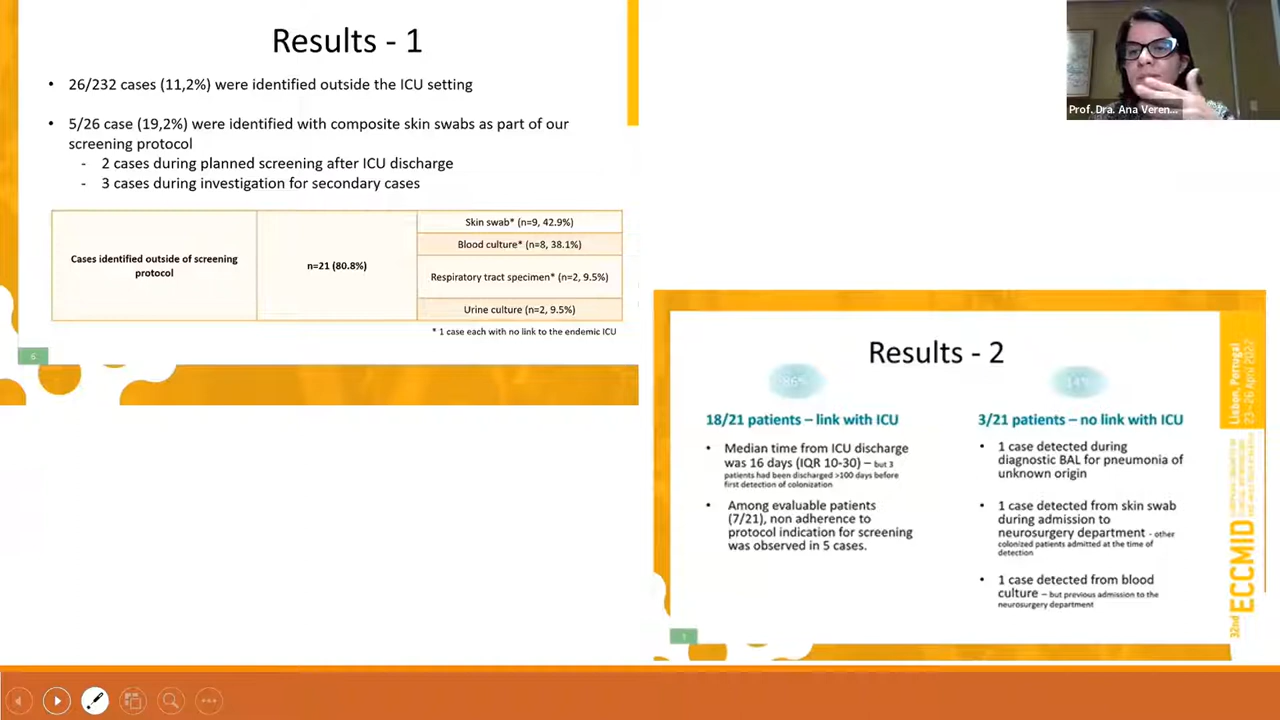 Results - 1
• 26/232 cases (11,2%) were identified outside the ICU setting
• 5/26 case (19,2%) were identified with composite skin swabs as part of our
screening protocol
- 2 cases during planned screening after ICU discharge
- 3 cases during investigation for secondary cases
Cases identified outside of screening
protocol
n=21 (80.8%)
Skin swab* (n=9, 42.9%)
Blood culture* (n=8, 38.1%)
Respiratory tract specimen* (n=2, 9.5%)
Urine culture (n=2, 9.5%)
* 1 case each with no link to the endemic ICU
6
Prof. Dra. Ana Veren...
Results - 2
86%
18/21 patients – link with ICU
• Median time from ICU discharge
was 16 days (IQR 10-30) – but 3
patients had been discharged >100 days before
first detection of colonization
• Among evaluable patients
(7/21), non adherence to
protocol indication for screening
was observed in 5 cases.
14%
3/21 patients – no link with ICU
• 1 case detected during
diagnostic BAL for pneumonia of
unknown origin
• 1 case detected from skin swab
during admission to
neurosurgery department - other
colonized patients admitted at the time of
detection
• 1 case detected from blood
culture – but previous admission to the
neurosurgery department
Lisbon, Portugal
23–26 April 2022
32nd ECCMID